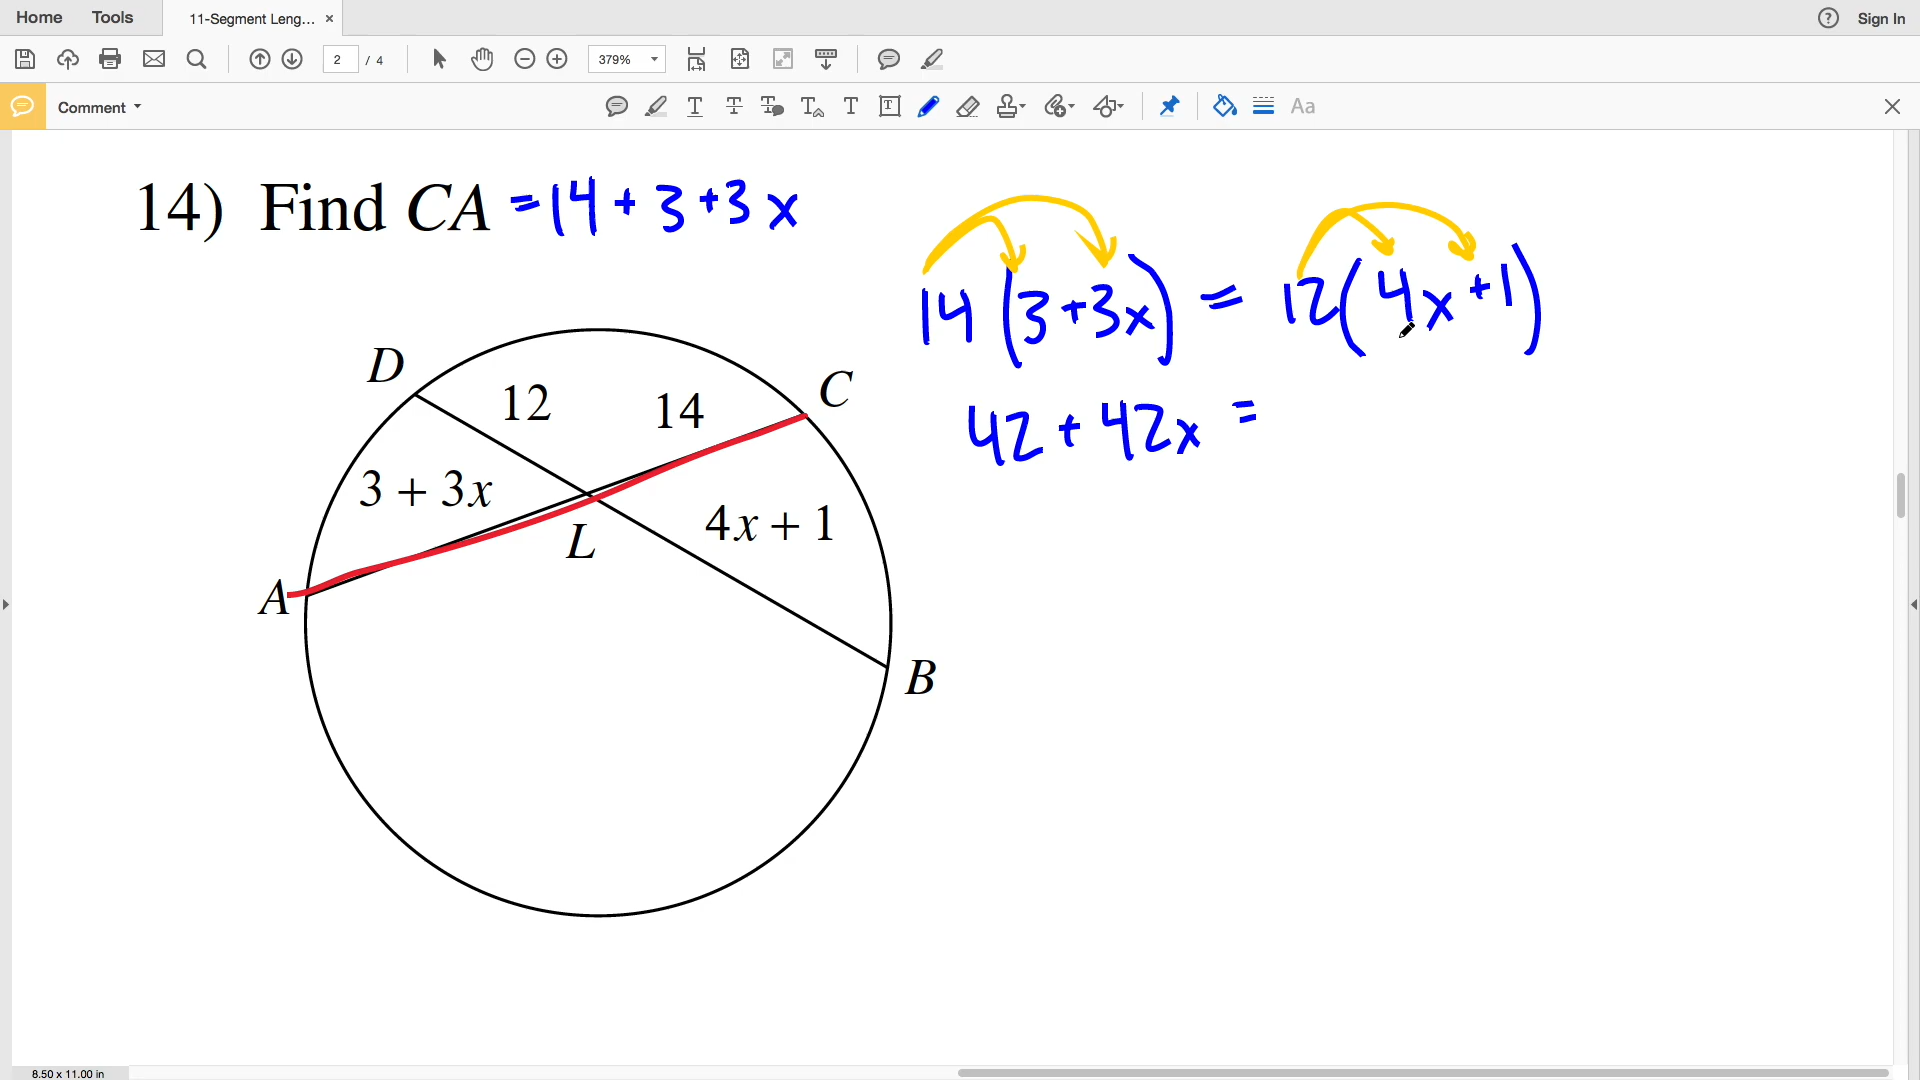 Home Tools 11-Segment Leng... × ? Sign In
2 / 4 379%
Comment T T T T T T Aa
14) Find CA = 14 + 3 + 3x
14(3 + 3x) = 12(4x + 1)
42 + 42x =
D
12
14
C
3 + 3x
4x + 1
L
A
B
8.50 x 11.00 in